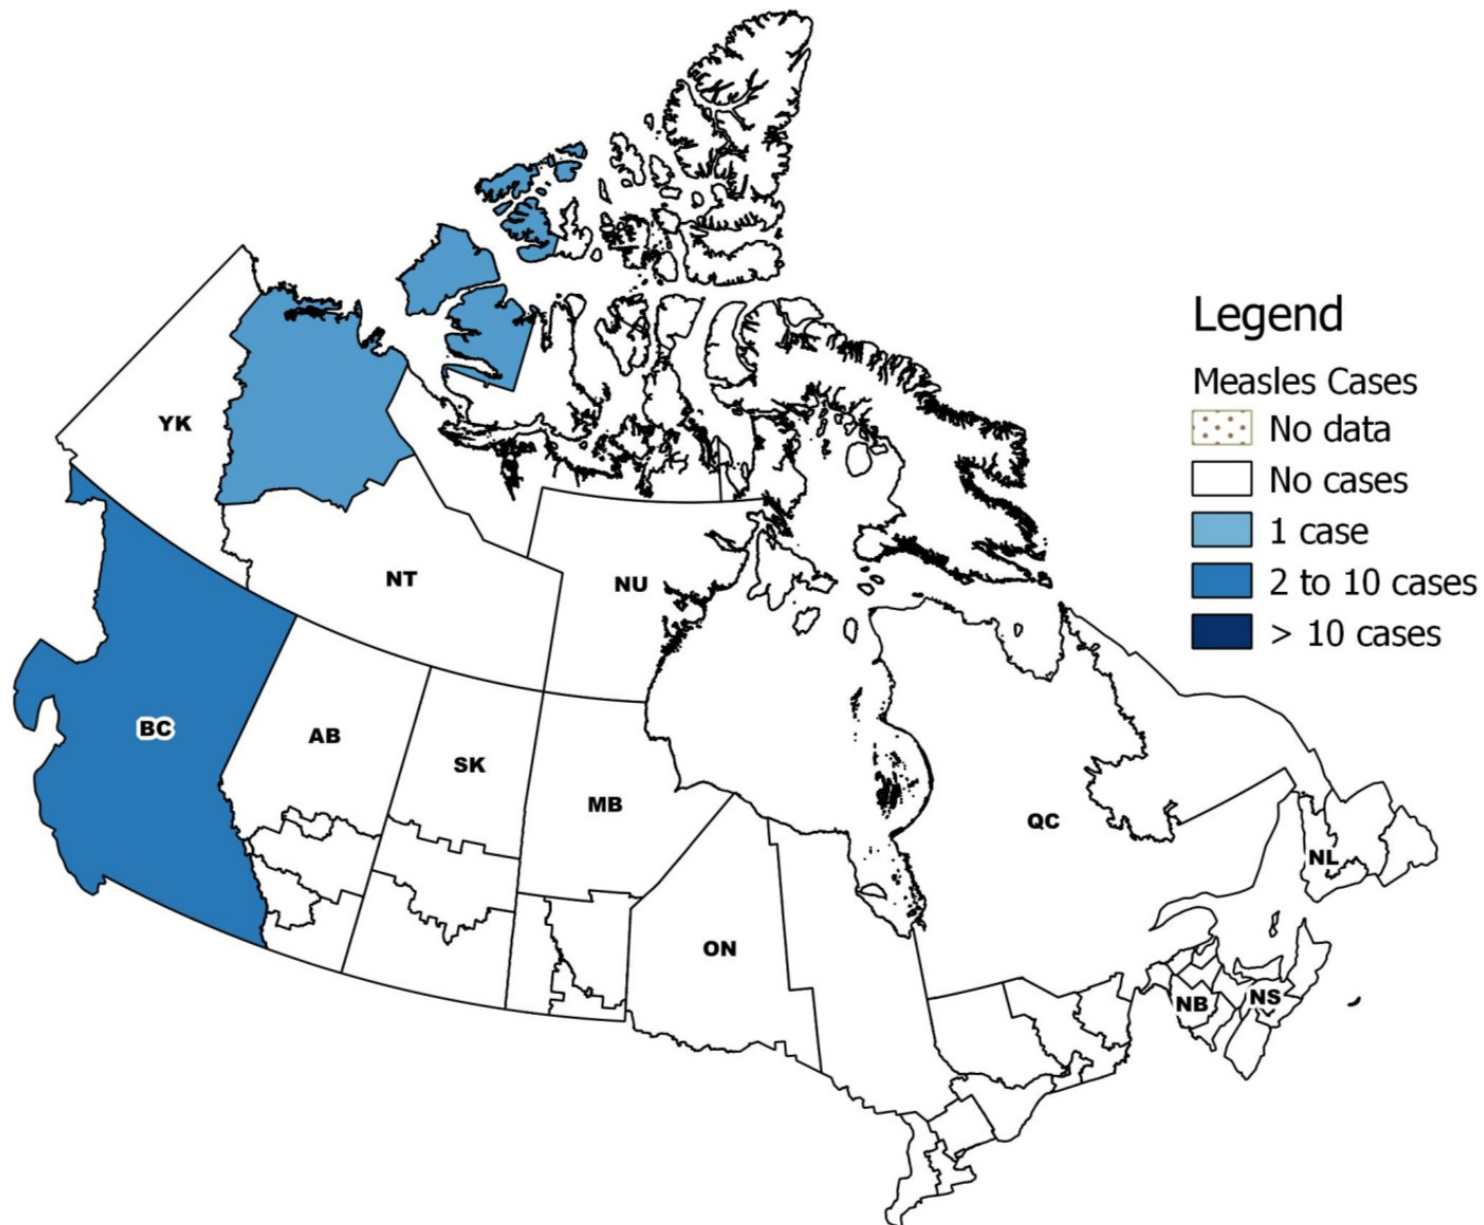 Legend
Measles Cases
No data
No cases
1 case
2 to 10 cases
> 10 cases
YK
NT
NU
BC
AB
SK
MB
QC
NL
ON
NB
NS